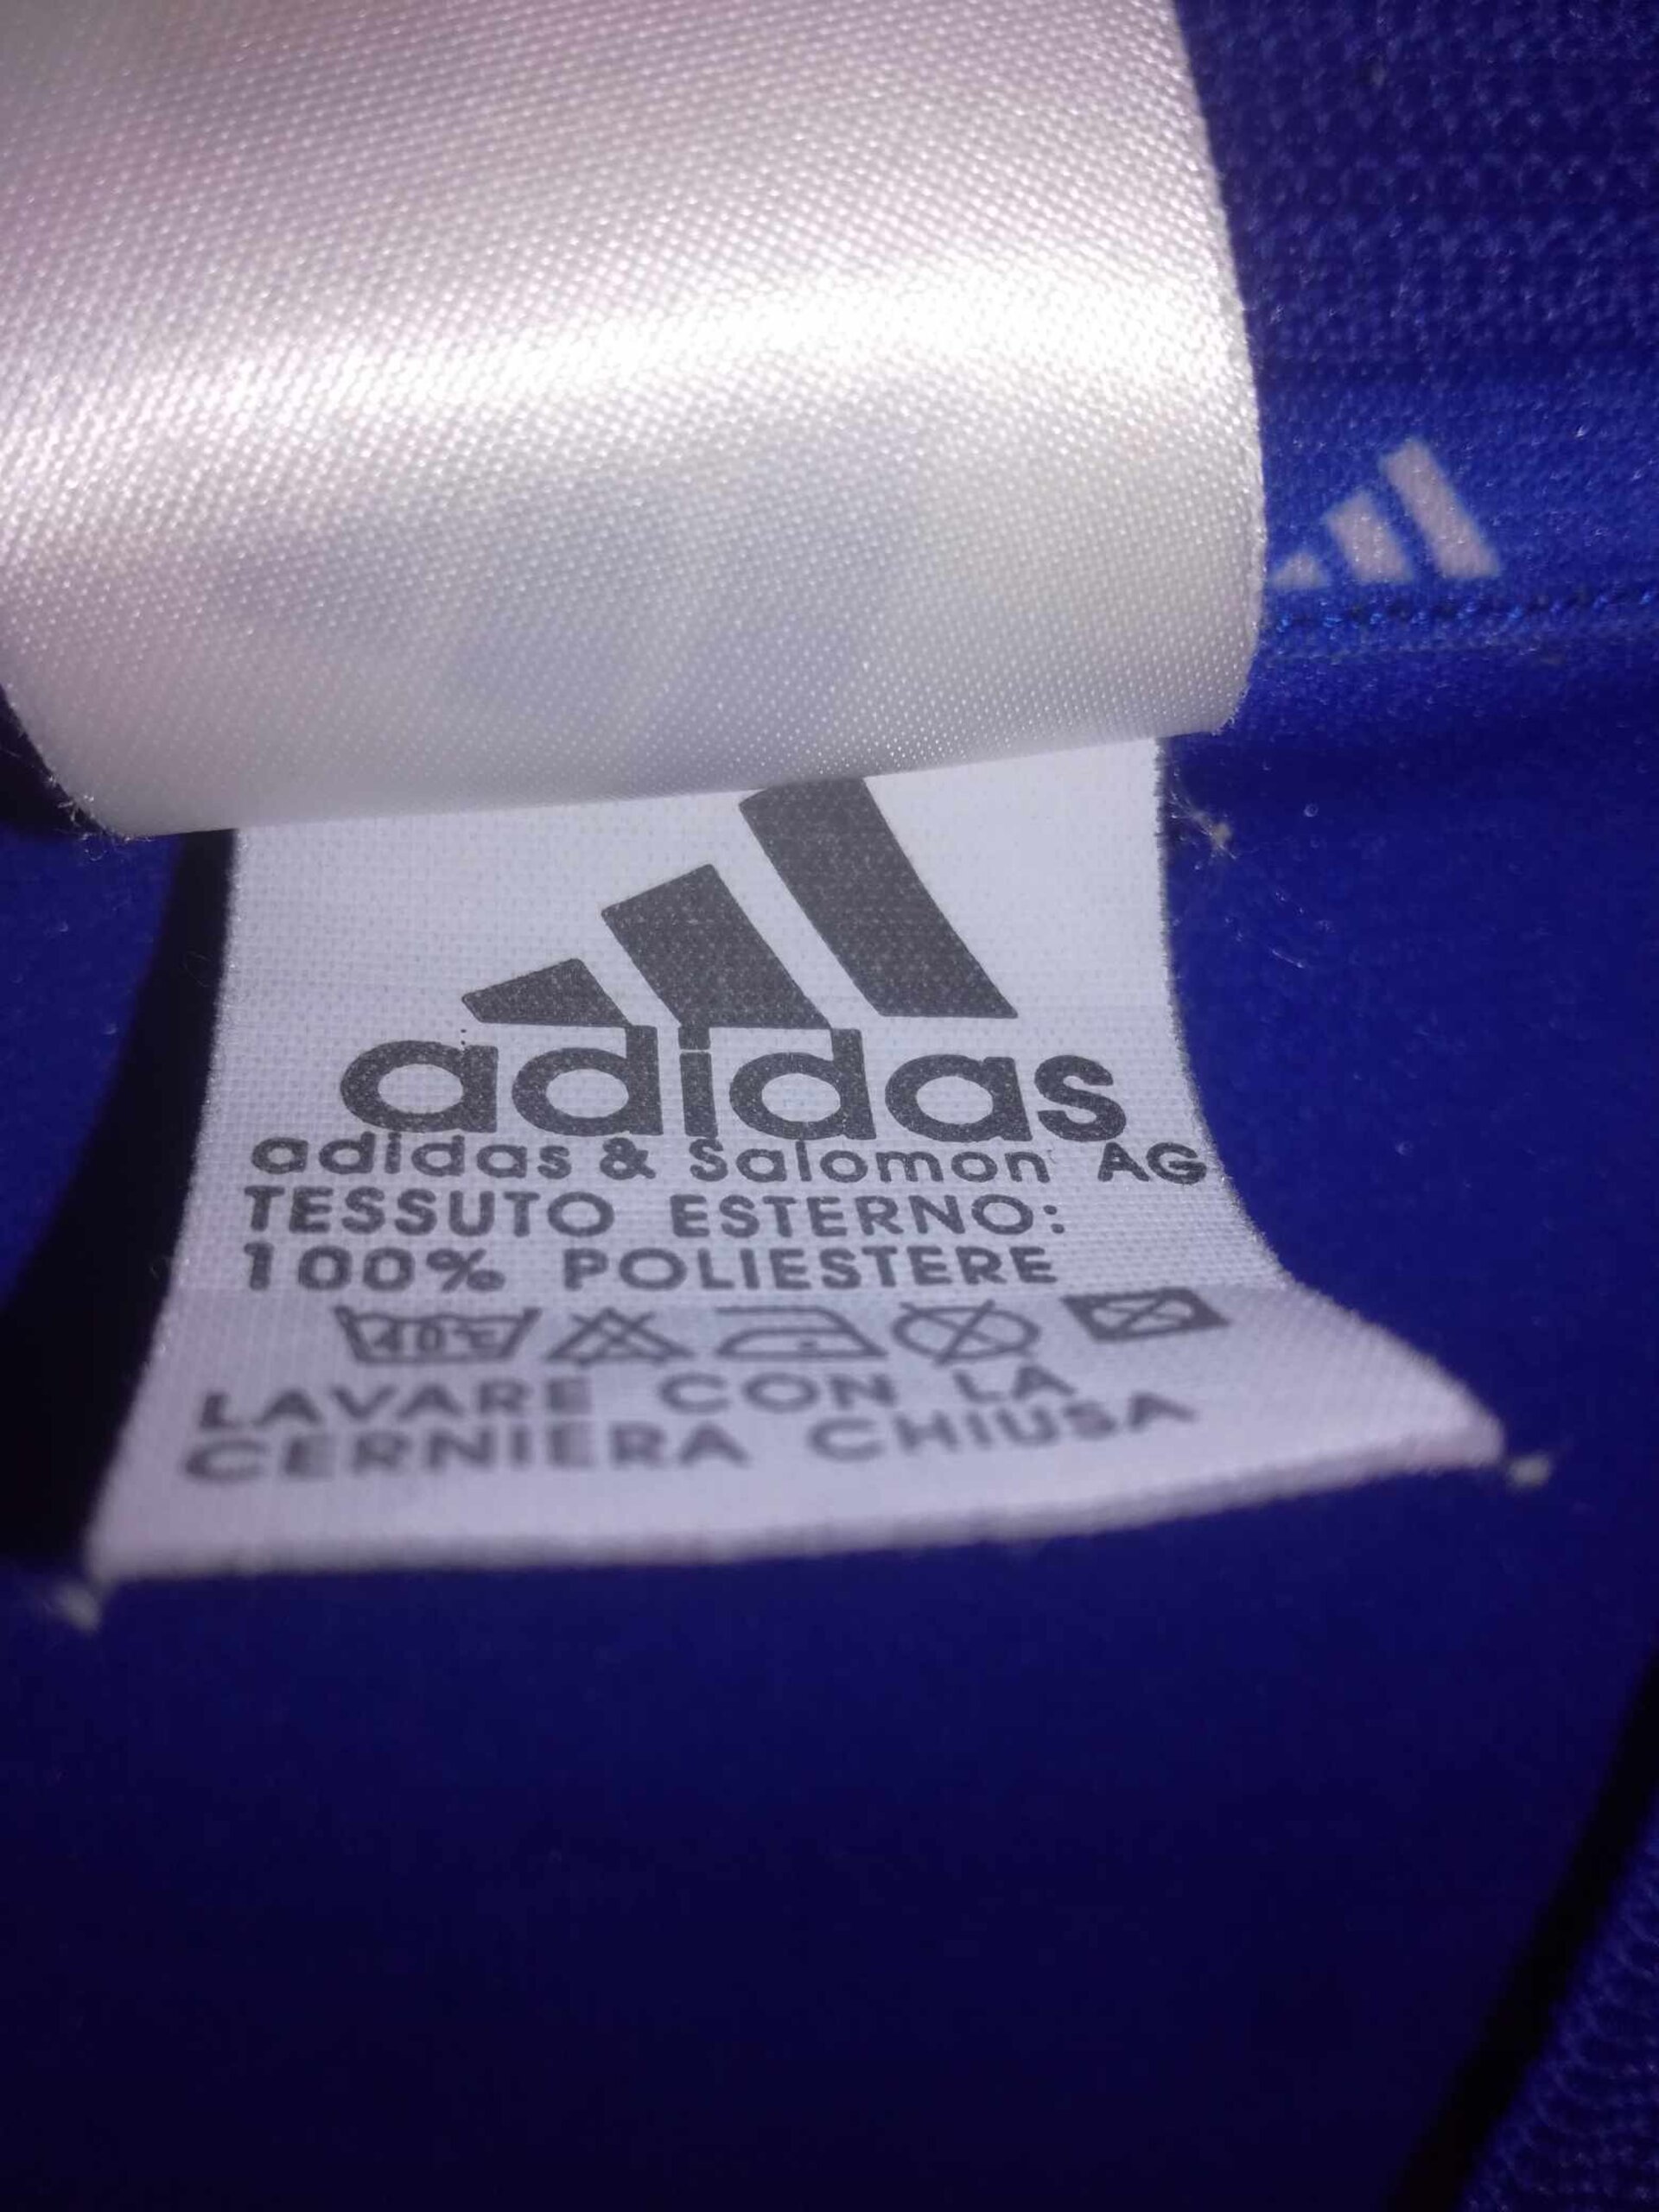 adidas
adidas & Salomon AG
TESSUTO ESTERNO:
100% POLIESTERE
40°C
LAVARE CON LA
CERNIERA CHIUSA